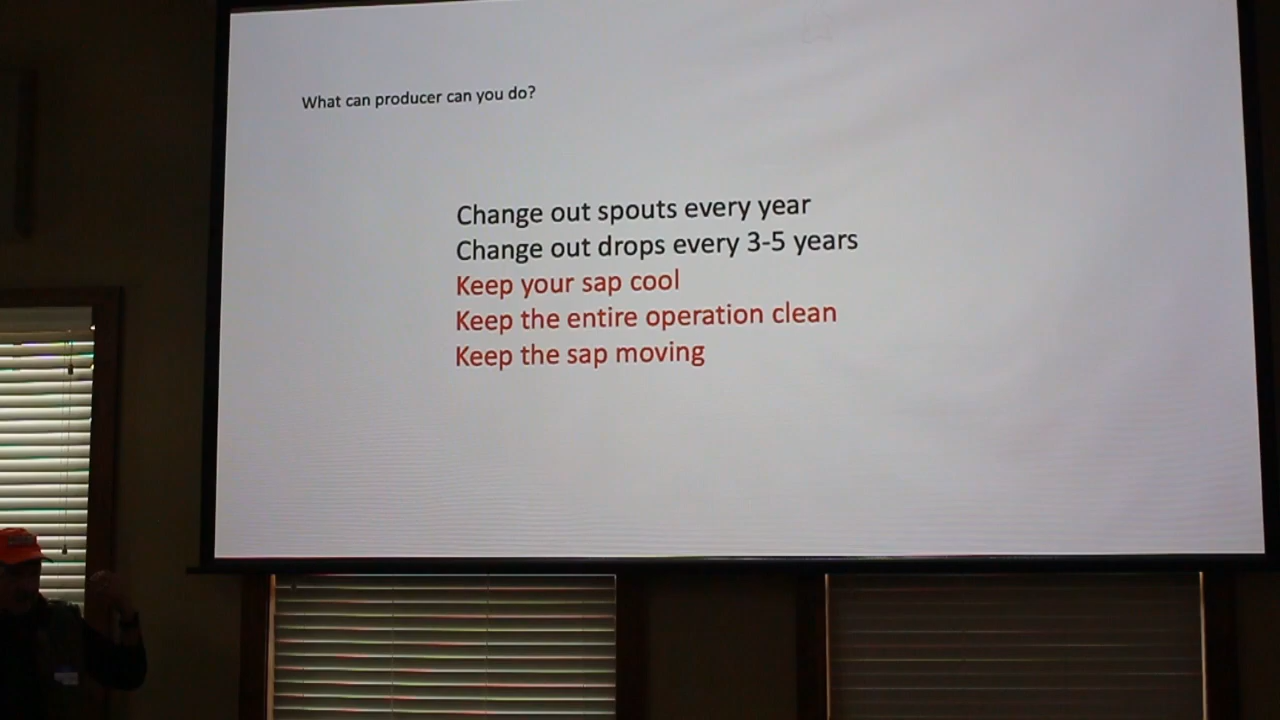 What can producer can you do?
Change out spouts every year
Change out drops every 3-5 years
Keep your sap cool
Keep the entire operation clean
Keep the sap moving